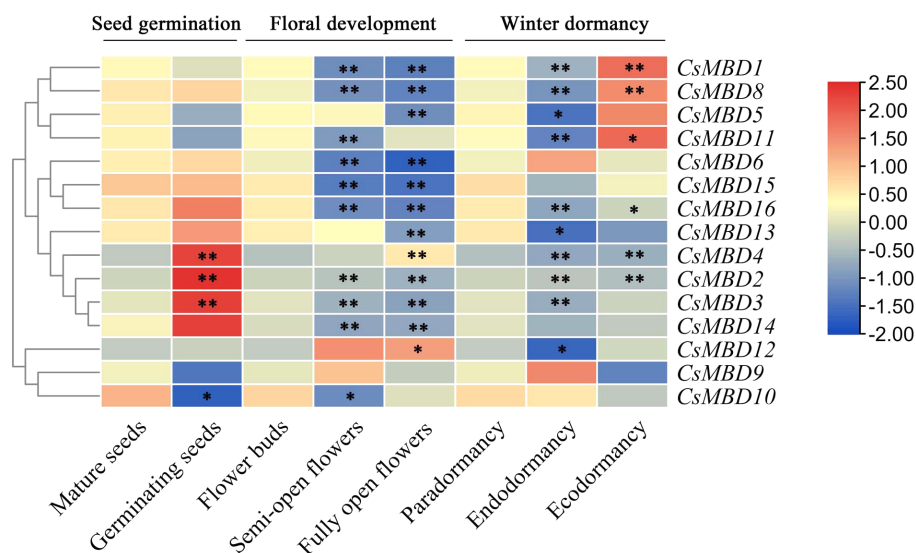 Seed germination Floral development Winter dormancy
** ** ** ** CsMBD1
** ** ** ** CsMBD8
** * CsMBD5
** ** * CsMBD11
** ** CsMBD6
** ** CsMBD15
** ** ** * CsMBD16
** * CsMBD13
** ** ** ** CsMBD4
** ** ** ** ** CsMBD2
** ** ** ** CsMBD3
** ** CsMBD14
* * CsMBD12
CsMBD9
* * CsMBD10
2.50
2.00
1.50
1.00
0.50
0.00
-0.50
-1.00
-1.50
-2.00
Mature seeds
Germinating seeds
Flower buds
Semi-open flowers
Fully open flowers
Paradormancy
Endodormancy
Ecodormancy